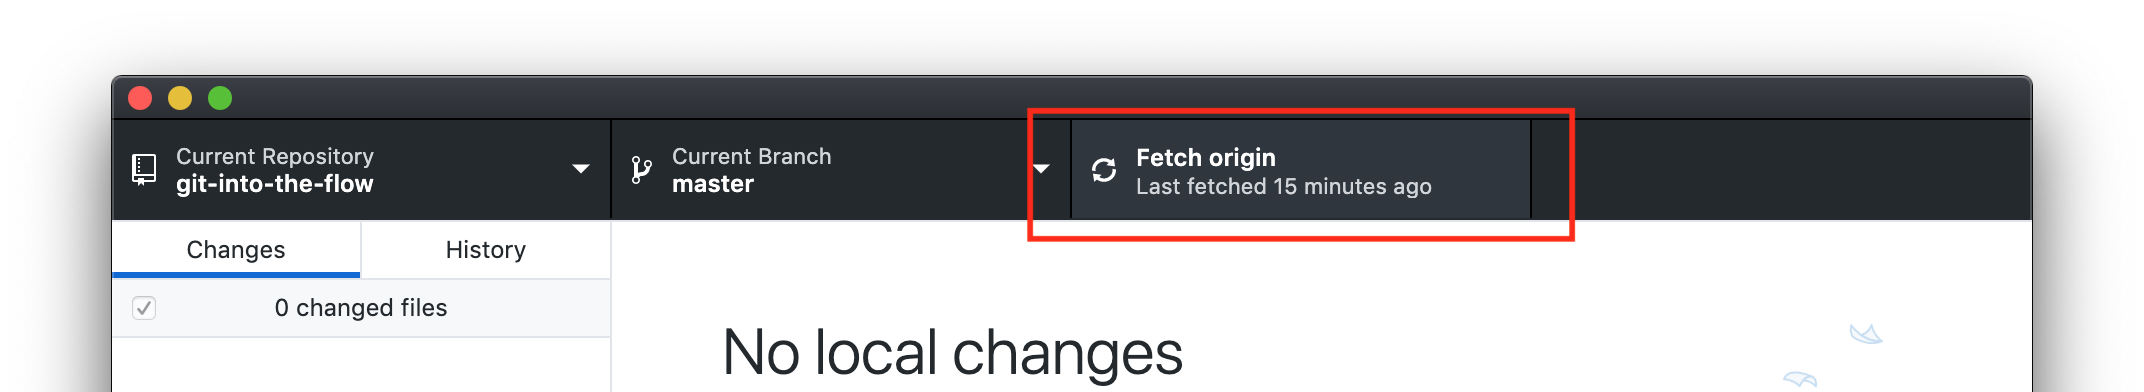 Current Repository
git-into-the-flow
Current Branch
master
Fetch origin
Last fetched 15 minutes ago
Changes
History
0 changed files
No local changes